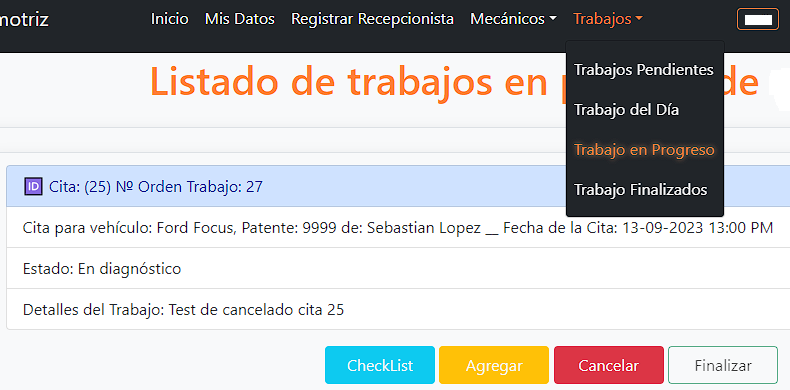 motriz Inicio Mis Datos Registrar Recepcionista Mecánicos Trabajos
Trabajos Pendientes
Trabajo del Día
Trabajo en Progreso
Trabajo Finalizados
Listado de trabajos en de
🆔 Cita: (25) Nº Orden Trabajo: 27
Cita para vehículo: Ford Focus, Patente: 9999 de: Sebastian Lopez __ Fecha de la Cita: 13-09-2023 13:00 PM
Estado: En diagnóstico
Detalles del Trabajo: Test de cancelado cita 25
CheckList Agregar Cancelar Finalizar